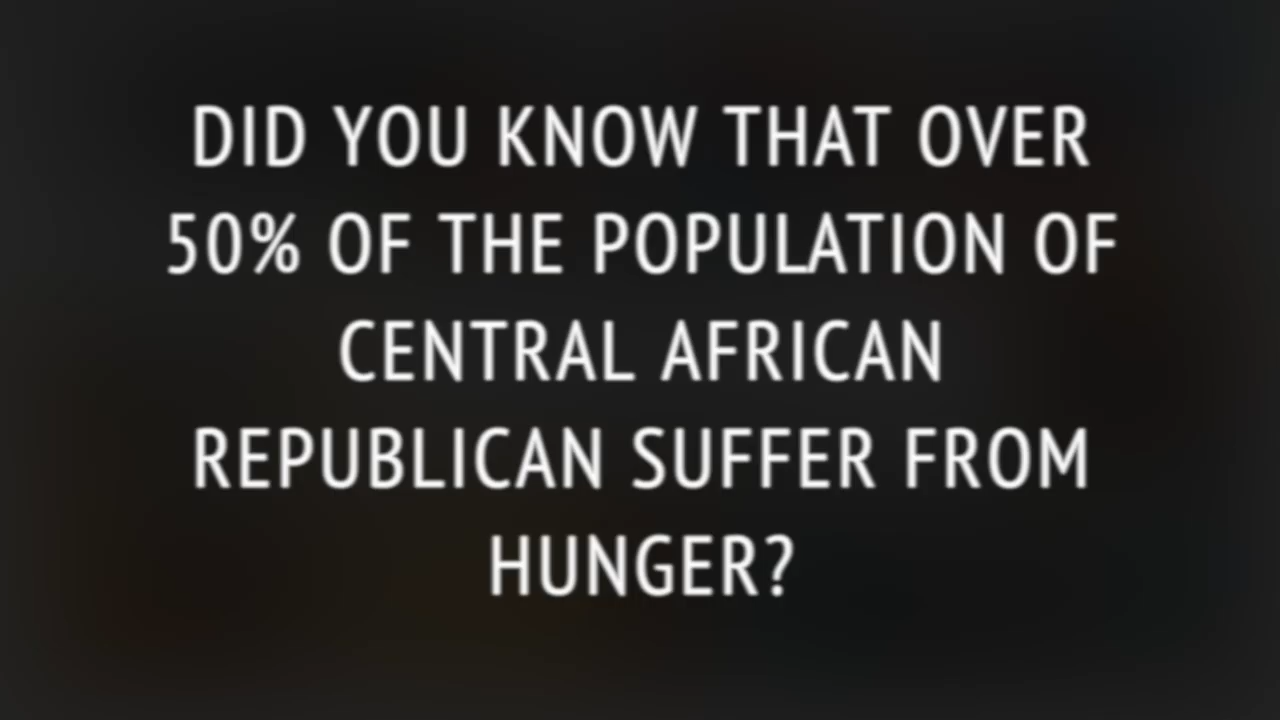 DID YOU KNOW THAT OVER
50% OF THE POPULATION OF
CENTRAL AFRICAN
REPUBLICAN SUFFER FROM
HUNGER?